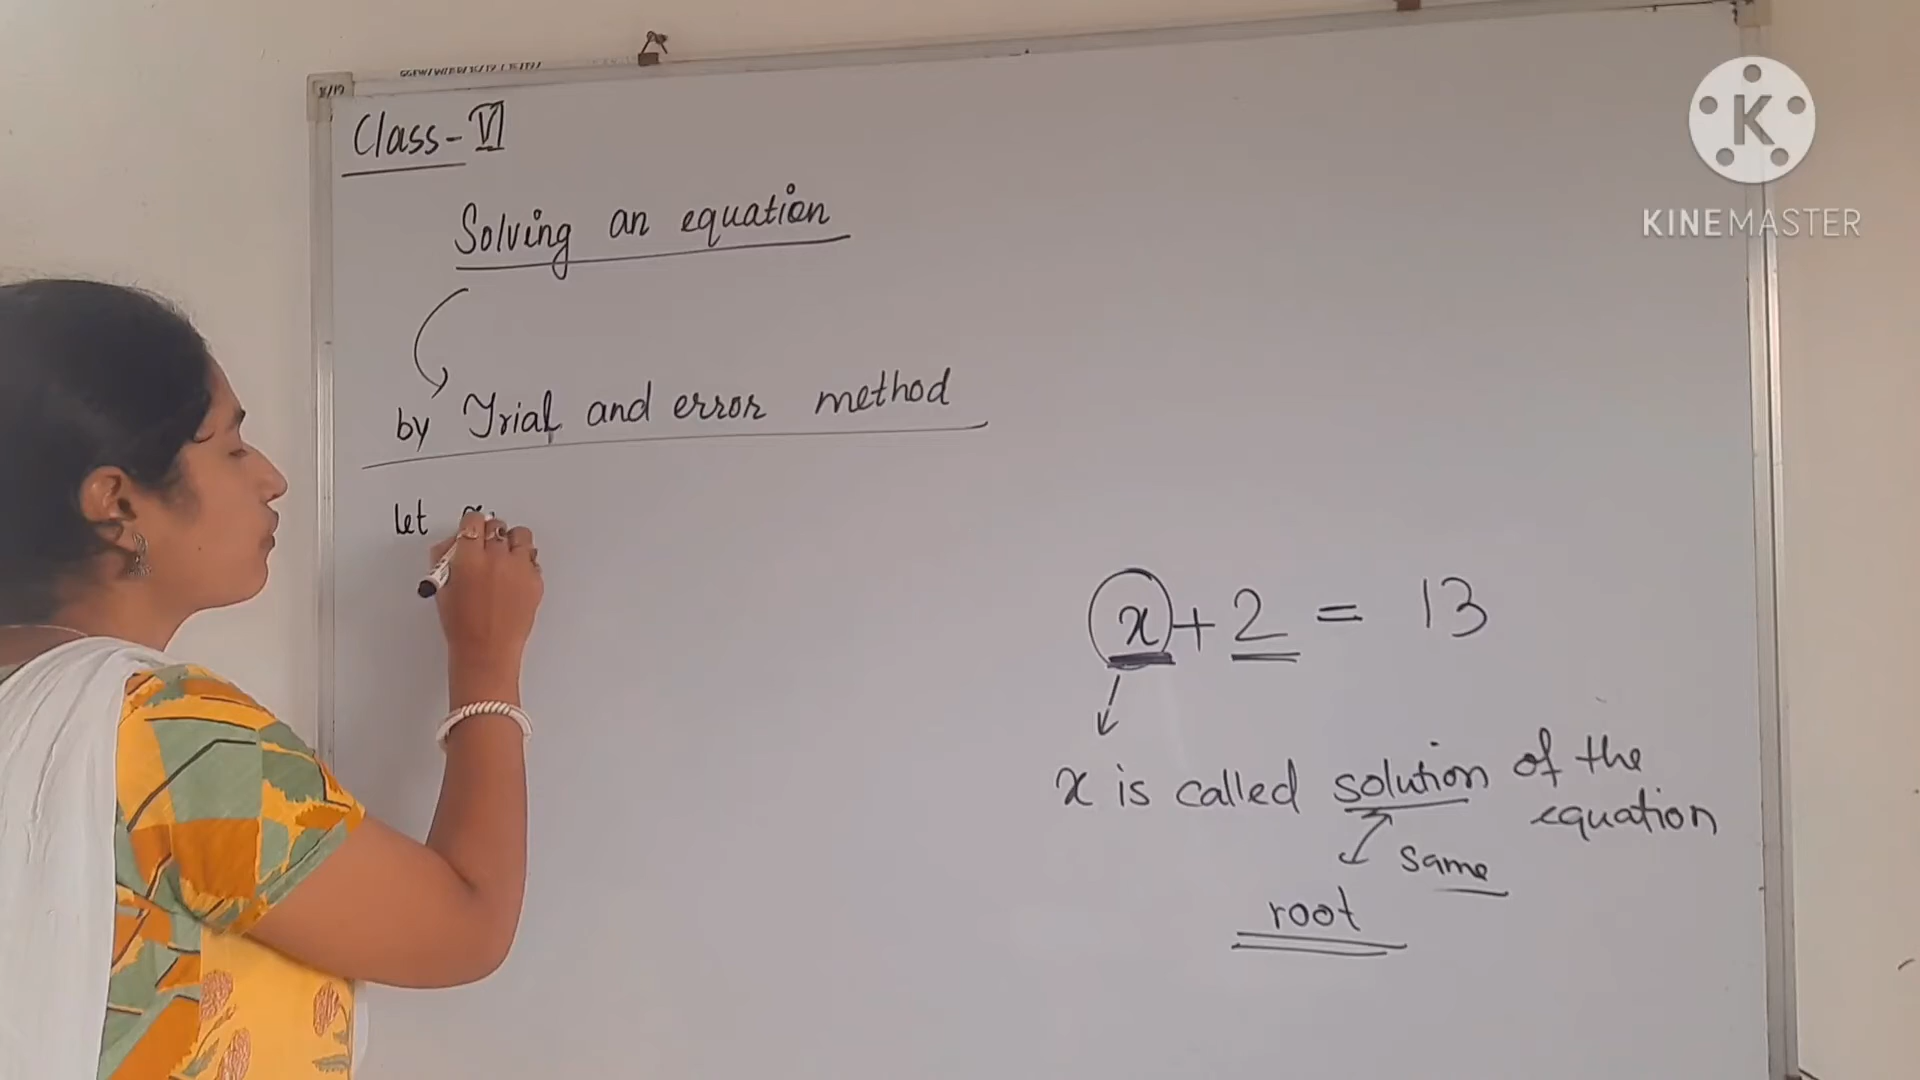 Class-VI
Solving an equation
by Trial and error method
let x
x + 2 = 13
x is called solution of the
equation
same
root
K
KINEMASTER